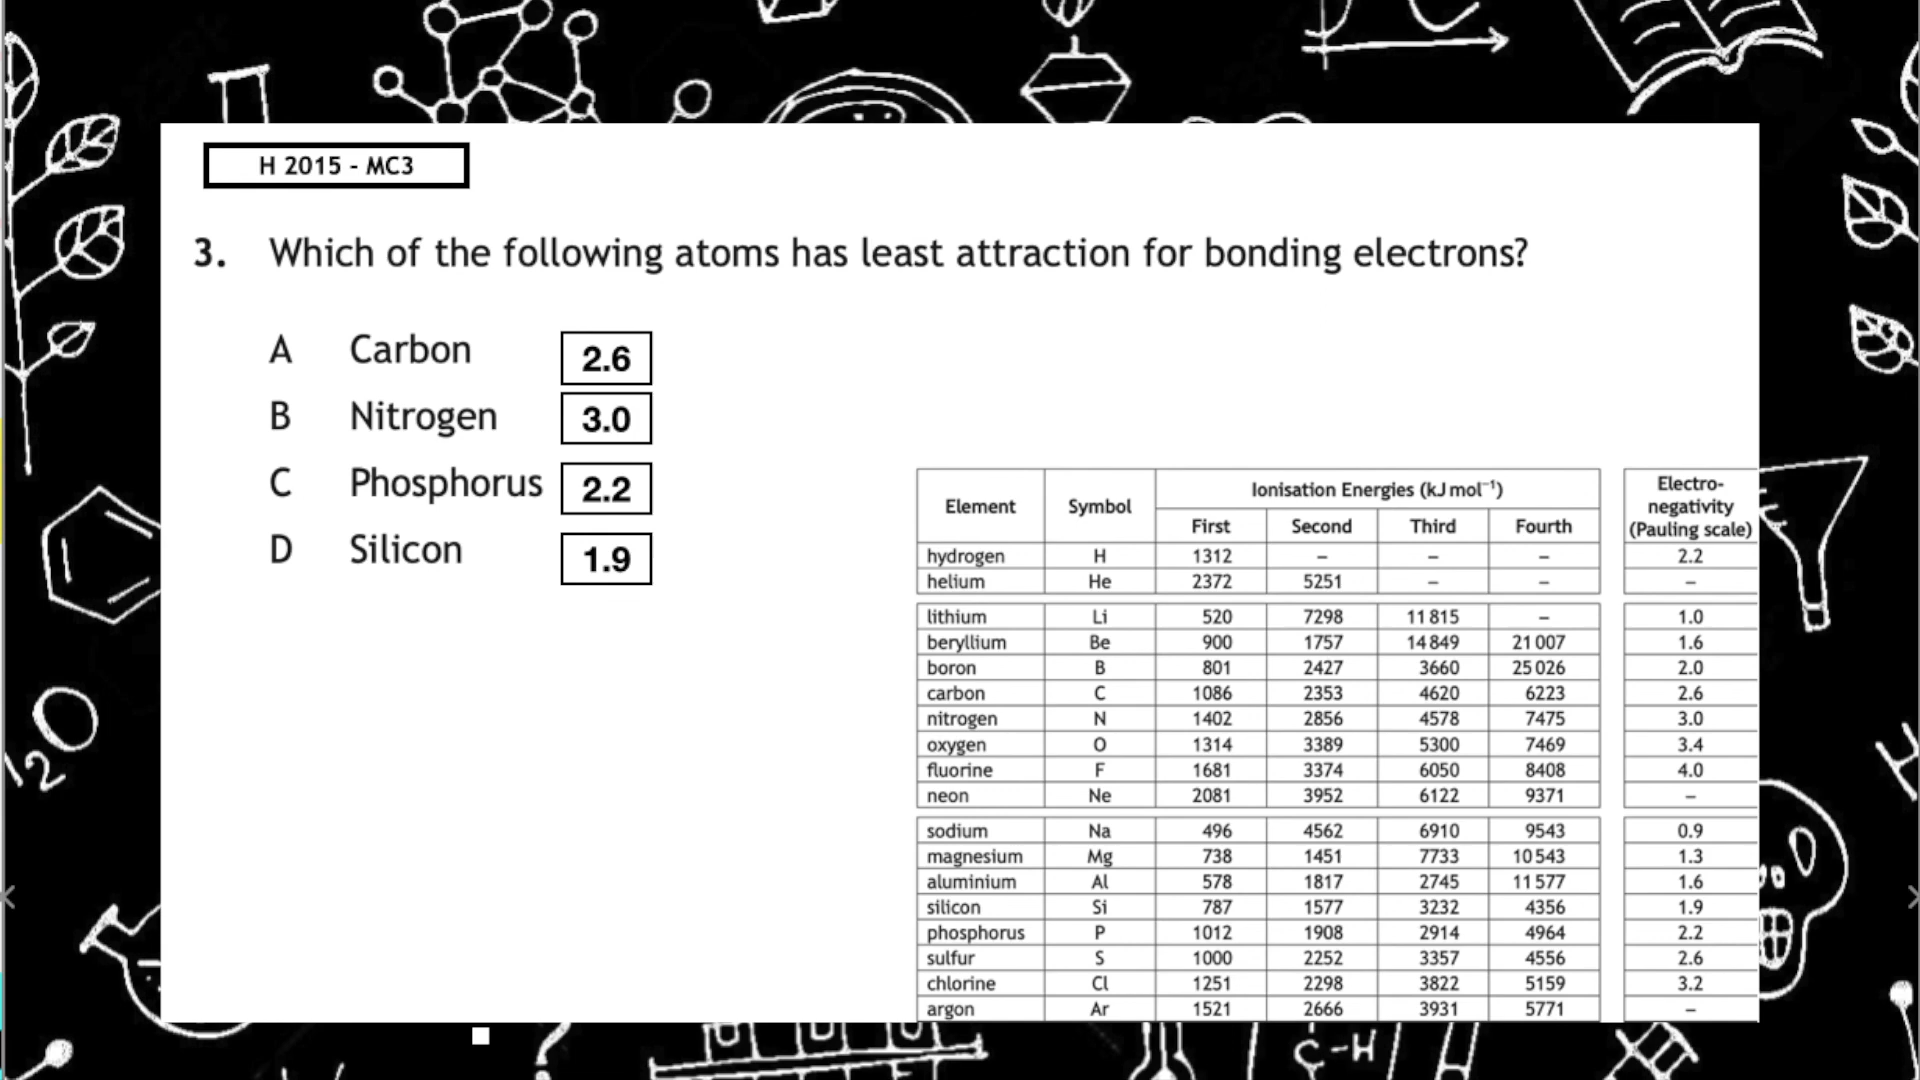 H 2015 - MC3
3. Which of the following atoms has least attraction for bonding electrons?
A Carbon 2.6
B Nitrogen 3.0
C Phosphorus 2.2
D Silicon 1.9
Element Symbol Ionisation Energies (kJ mol⁻¹) Electro-
negativity
(Pauling scale)
First Second Third Fourth
hydrogen H 1312 – – – 2.2
helium He 2372 5251 – – –
lithium Li 520 7298 11 815 – 1.0
beryllium Be 900 1757 14 849 21 007 1.6
boron B 801 2427 3660 25 026 2.0
carbon C 1086 2353 4620 6223 2.6
nitrogen N 1402 2856 4578 7475 3.0
oxygen O 1314 3389 5300 7469 3.4
fluorine F 1681 3374 6050 8408 4.0
neon Ne 2081 3952 6122 9371 –
sodium Na 496 4562 6910 9543 0.9
magnesium Mg 738 1451 7733 10 543 1.3
aluminium Al 578 1817 2745 11 577 1.6
silicon Si 787 1577 3232 4356 1.9
phosphorus P 1012 1908 2914 4964 2.2
sulfur S 1000 2252 3357 4556 2.6
chlorine Cl 1251 2298 3822 5159 3.2
argon Ar 1521 2666 3931 5771 –
2O
H
?
C-H